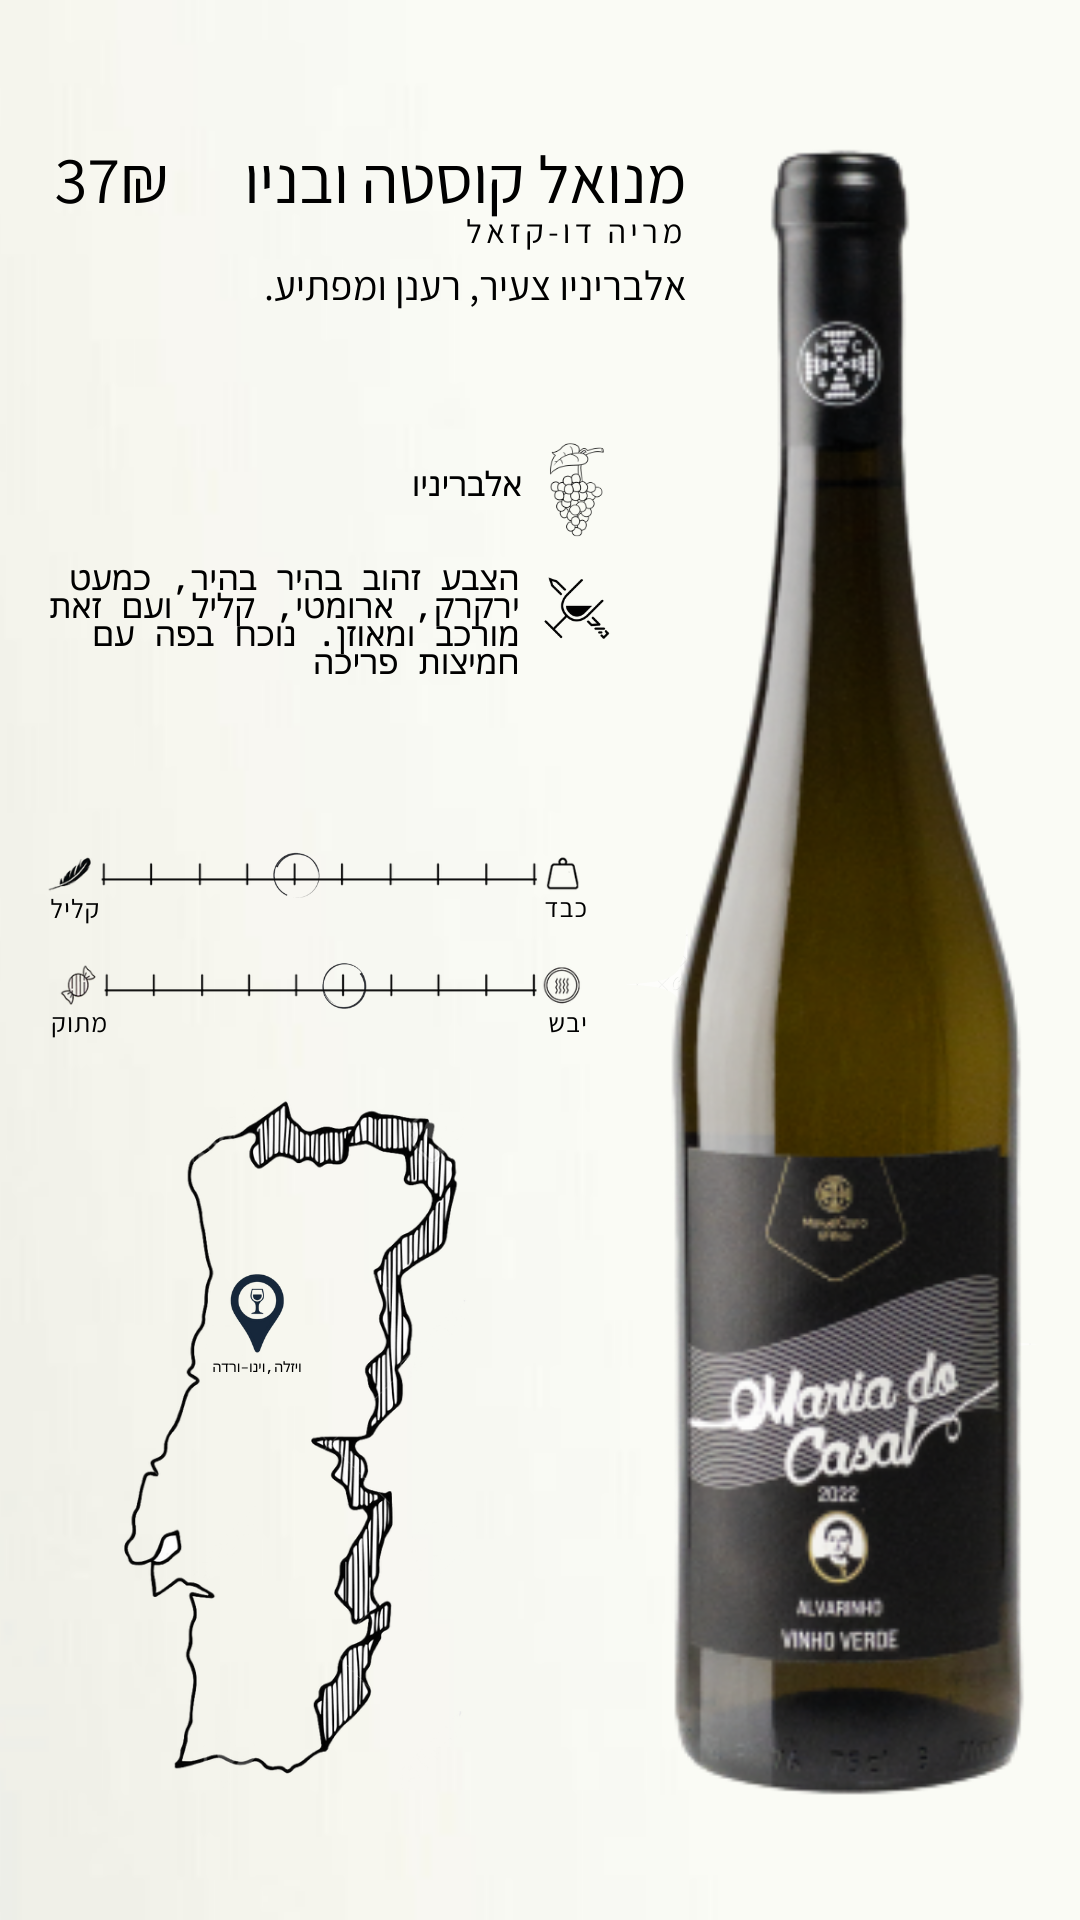 מנואל קוסטה ובניו 37₪
מריה דו-קזאל
אלבריניו צעיר, רענן ומפתיע.
אלבריניו
הצבע זהוב בהיר בהיר, כמעט
ירקרק, ארומטי, קליל ועם זאת
מורכב ומאוזן. נוכח בפה עם
חמיצות פריכה
כבד קליל
יבש מתוק
ויזלה, וינו-ורדה
M C
& F
Maria do
Casal
2022
ALVARINHO
VINHO VERDE